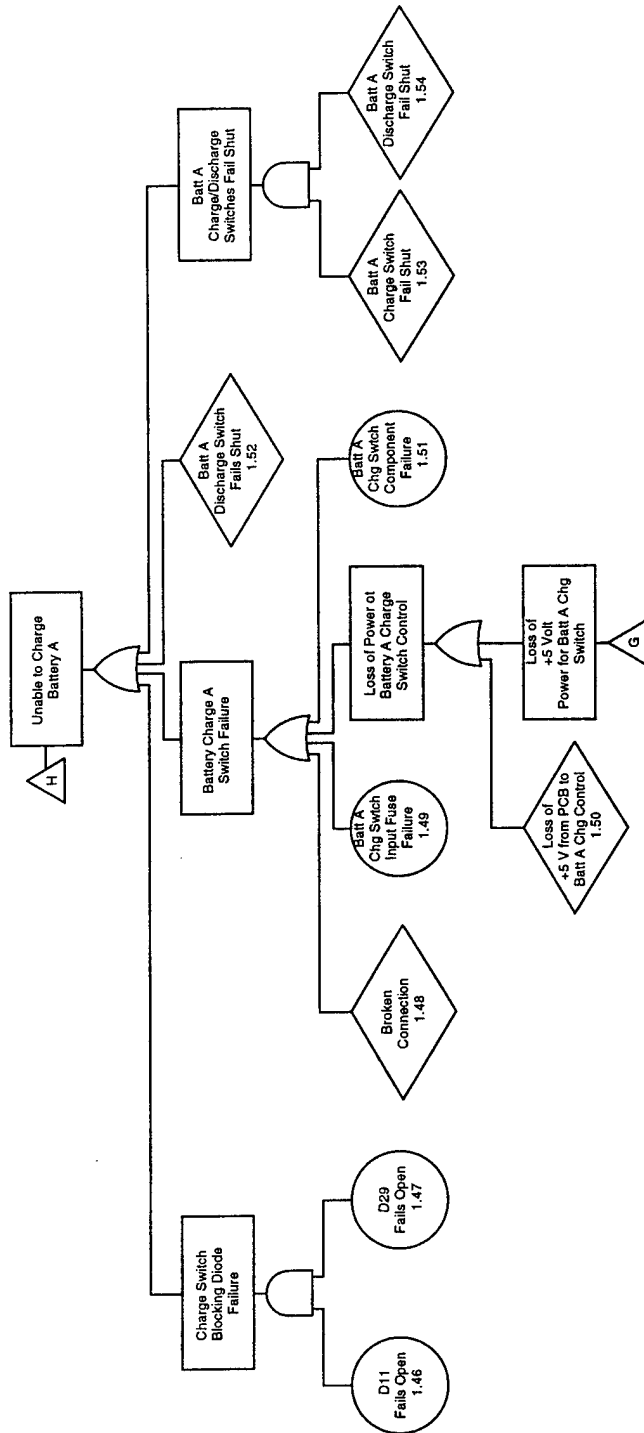 Unable to Charge
Battery A
H
Charge Switch
Blocking Diode
Failure
Battery Charge A
Switch Failure
Batt A
Discharge Switch
Fails Shut
1.52
Batt A
Charge/Discharge
Switches Fail Shut
D11
Fails Open
1.46
D29
Fails Open
1.47
Broken
Connection
1.48
Batt A
Chg Swtch
Input Fuse
Failure
1.49
Loss of Power ot
Battery A Charge
Switch Control
Batt A
Chg Swtch
Component
Failure
1.51
Batt A
Charge Switch
Fail Shut
1.53
Batt A
Discharge Switch
Fail Shut
1.54
Loss of
+5 V from PCB to
Batt A Chg Control
1.50
Loss of
+5 Volt
Power for Batt A Chg
Switch
G